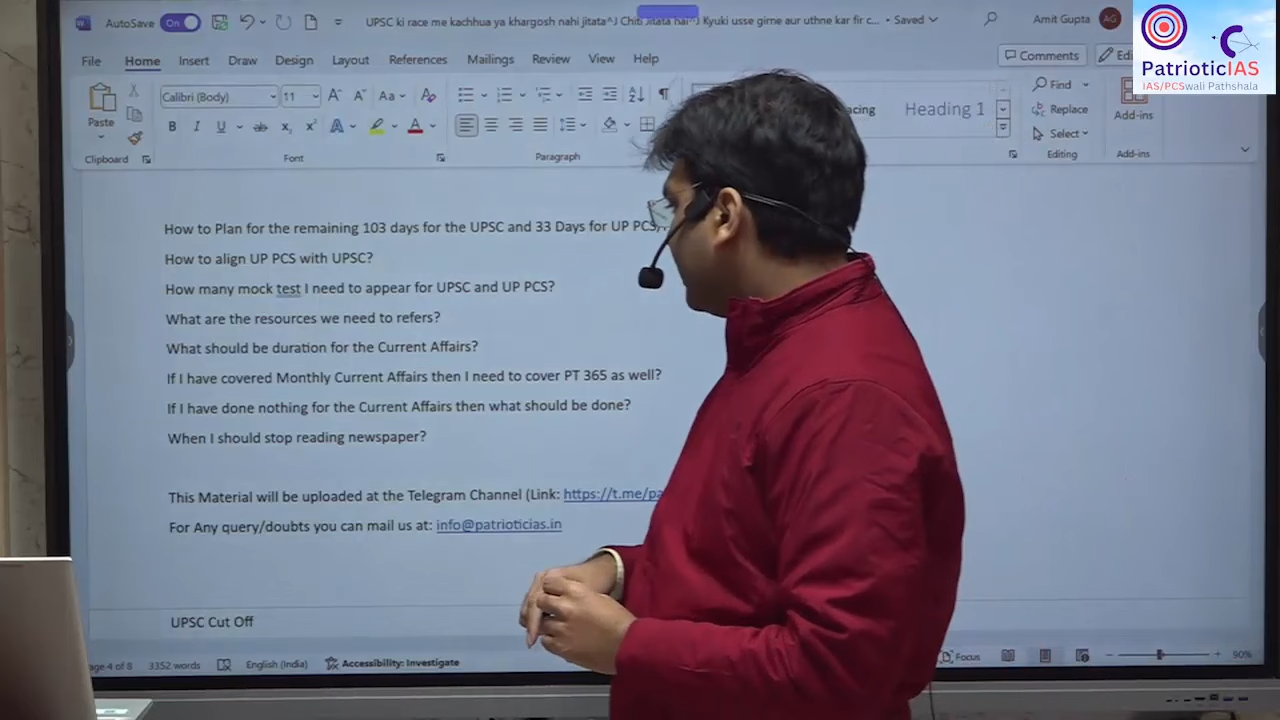 AutoSave On
UPSC ki race me kachhua ya khargosh nahi jitata^J Chiti Jitata hai^J Kyuki usse girne aur uthne kar fir c... • Saved
Amit Gupta AG
File Home Insert Draw Design Layout References Mailings Review View Help
Comments
PatrioticIAS
IAS/PCSwali Pathshala
Paste
Calibri (Body) 11
Aa
Heading 1
Find
Replace
Select
Add-ins
Clipboard Font Paragraph Editing Add-ins
How to Plan for the remaining 103 days for the UPSC and 33 Days for UP PCS
How to align UP PCS with UPSC?
How many mock test I need to appear for UPSC and UP PCS?
What are the resources we need to refers?
What should be duration for the Current Affairs?
If I have covered Monthly Current Affairs then I need to cover PT 365 as well?
If I have done nothing for the Current Affairs then what should be done?
When I should stop reading newspaper?
This Material will be uploaded at the Telegram Channel (Link: https://t.me/pa
For Any query/doubts you can mail us at: info@patrioticias.in
UPSC Cut Off
4 of 8 3352 words English (India) Accessibility: Investigate Focus 90%